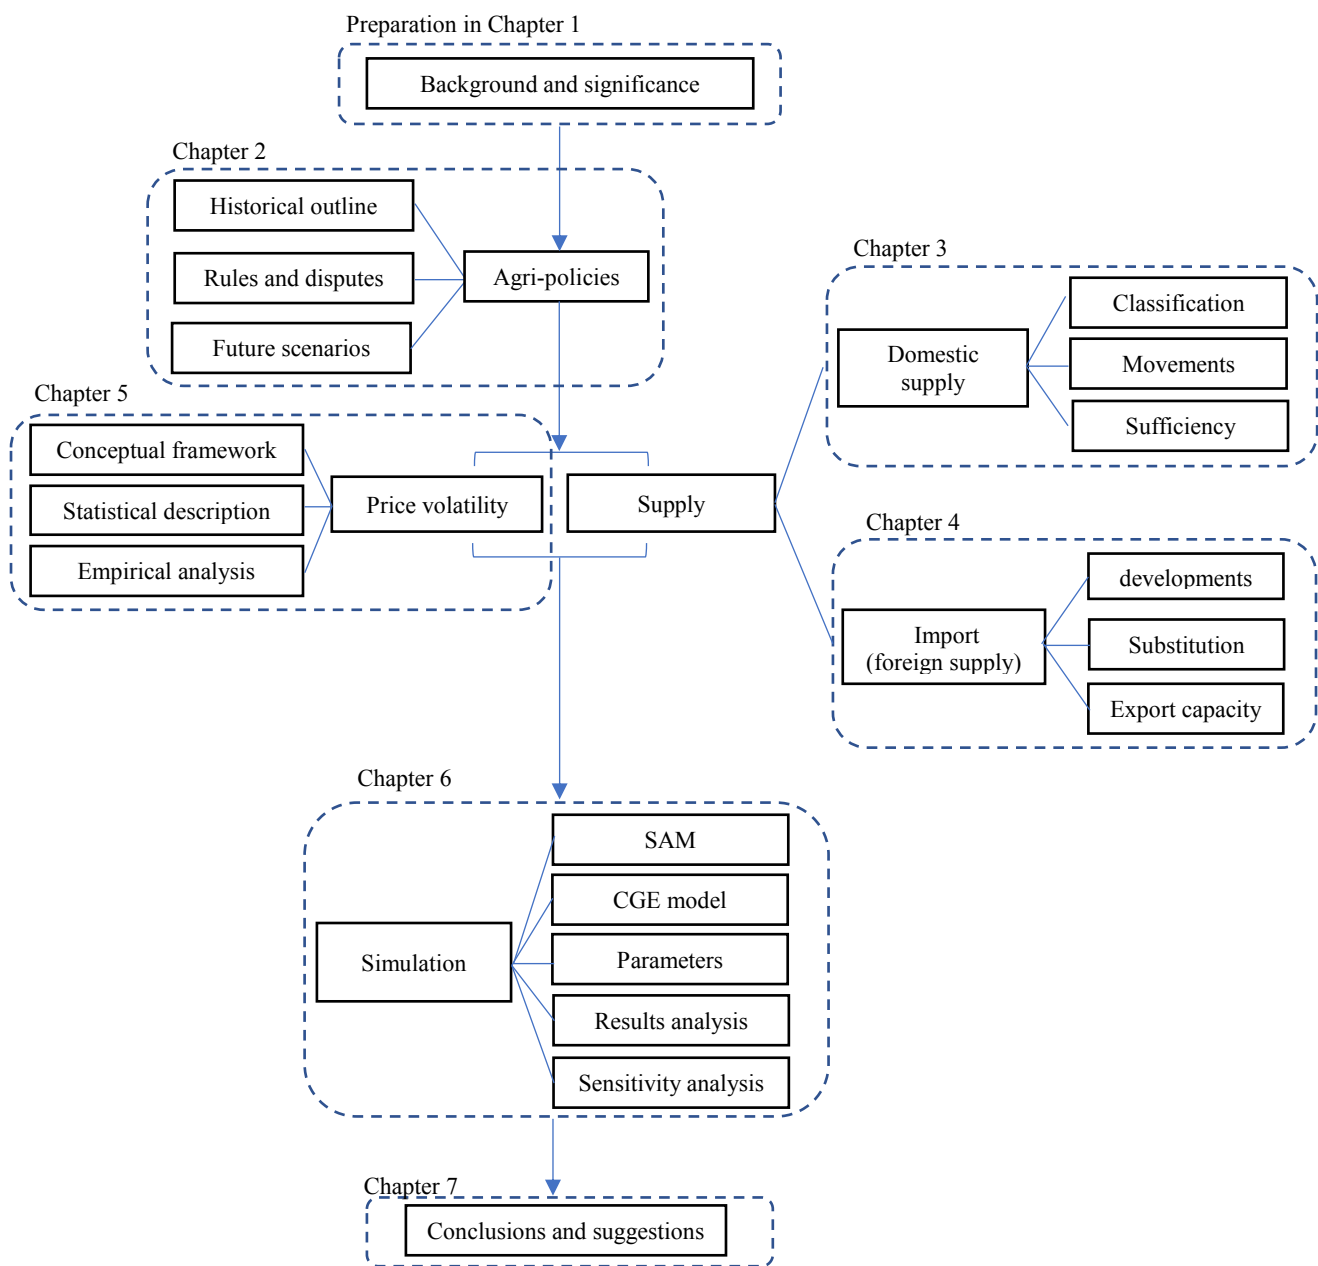 Preparation in Chapter 1
Background and significance
Chapter 2
Historical outline
Rules and disputes
Future scenarios
Agri-policies
Chapter 3
Domestic
supply
Classification
Movements
Sufficiency
Chapter 5
Conceptual framework
Statistical description
Empirical analysis
Price volatility
Supply
Chapter 4
Import
(foreign supply)
developments
Substitution
Export capacity
Chapter 6
Simulation
SAM
CGE model
Parameters
Results analysis
Sensitivity analysis
Chapter 7
Conclusions and suggestions